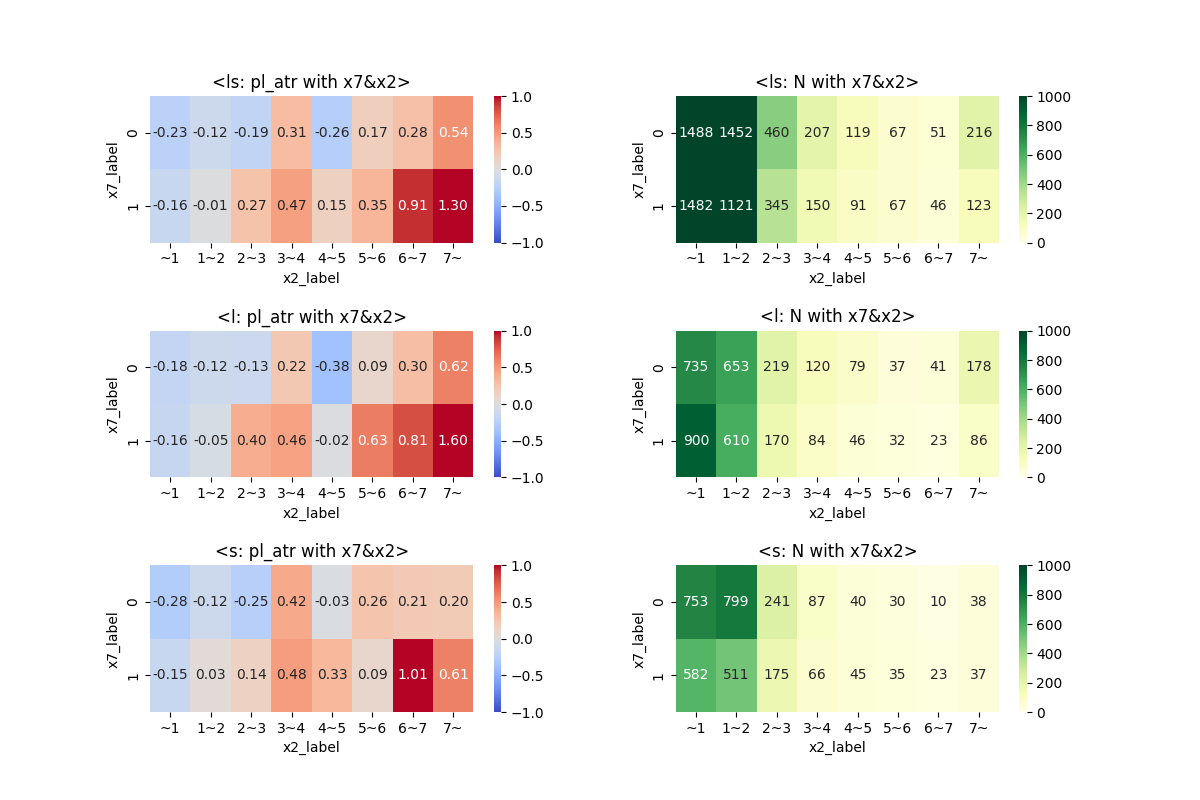 <ls: pl_atr with x7&x2>
x7_label
0 -0.23 -0.12 -0.19 0.31 -0.26 0.17 0.28 0.54
1 -0.16 -0.01 0.27 0.47 0.15 0.35 0.91 1.30
~1 1~2 2~3 3~4 4~5 5~6 6~7 7~
x2_label
1.0
0.5
0.0
−0.5
−1.0
<ls: N with x7&x2>
x7_label
0 1488 1452 460 207 119 67 51 216
1 1482 1121 345 150 91 67 46 123
~1 1~2 2~3 3~4 4~5 5~6 6~7 7~
x2_label
1000
800
600
400
200
0
<l: pl_atr with x7&x2>
x7_label
0 -0.18 -0.12 -0.13 0.22 -0.38 0.09 0.30 0.62
1 -0.16 -0.05 0.40 0.46 -0.02 0.63 0.81 1.60
~1 1~2 2~3 3~4 4~5 5~6 6~7 7~
x2_label
1.0
0.5
0.0
−0.5
−1.0
<l: N with x7&x2>
x7_label
0 735 653 219 120 79 37 41 178
1 900 610 170 84 46 32 23 86
~1 1~2 2~3 3~4 4~5 5~6 6~7 7~
x2_label
1000
800
600
400
200
0
<s: pl_atr with x7&x2>
x7_label
0 -0.28 -0.12 -0.25 0.42 -0.03 0.26 0.21 0.20
1 -0.15 0.03 0.14 0.48 0.33 0.09 1.01 0.61
~1 1~2 2~3 3~4 4~5 5~6 6~7 7~
x2_label
1.0
0.5
0.0
−0.5
−1.0
<s: N with x7&x2>
x7_label
0 753 799 241 87 40 30 10 38
1 582 511 175 66 45 35 23 37
~1 1~2 2~3 3~4 4~5 5~6 6~7 7~
x2_label
1000
800
600
400
200
0